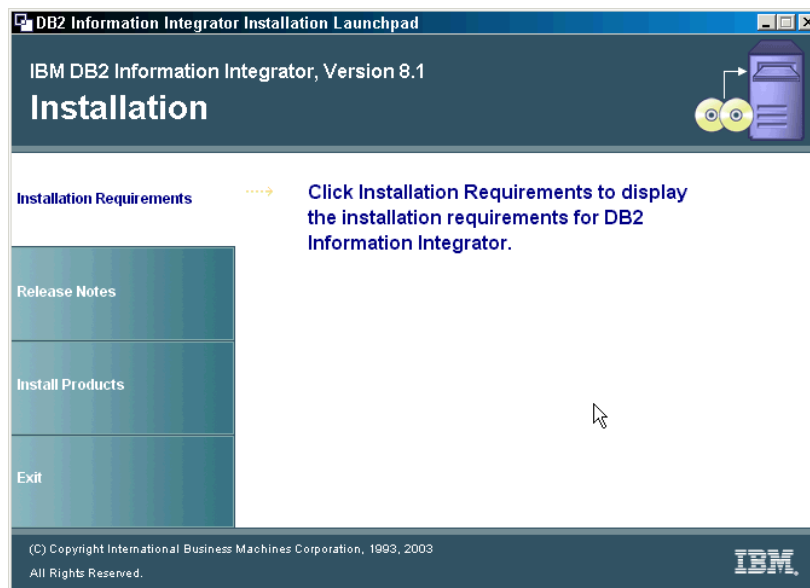 DB2 Information Integrator Installation Launchpad
IBM DB2 Information Integrator, Version 8.1
Installation
Installation Requirements
Click Installation Requirements to display
the installation requirements for DB2
Information Integrator.
Release Notes
Install Products
Exit
(C) Copyright International Business Machines Corporation, 1993, 2003
All Rights Reserved.
IBM.